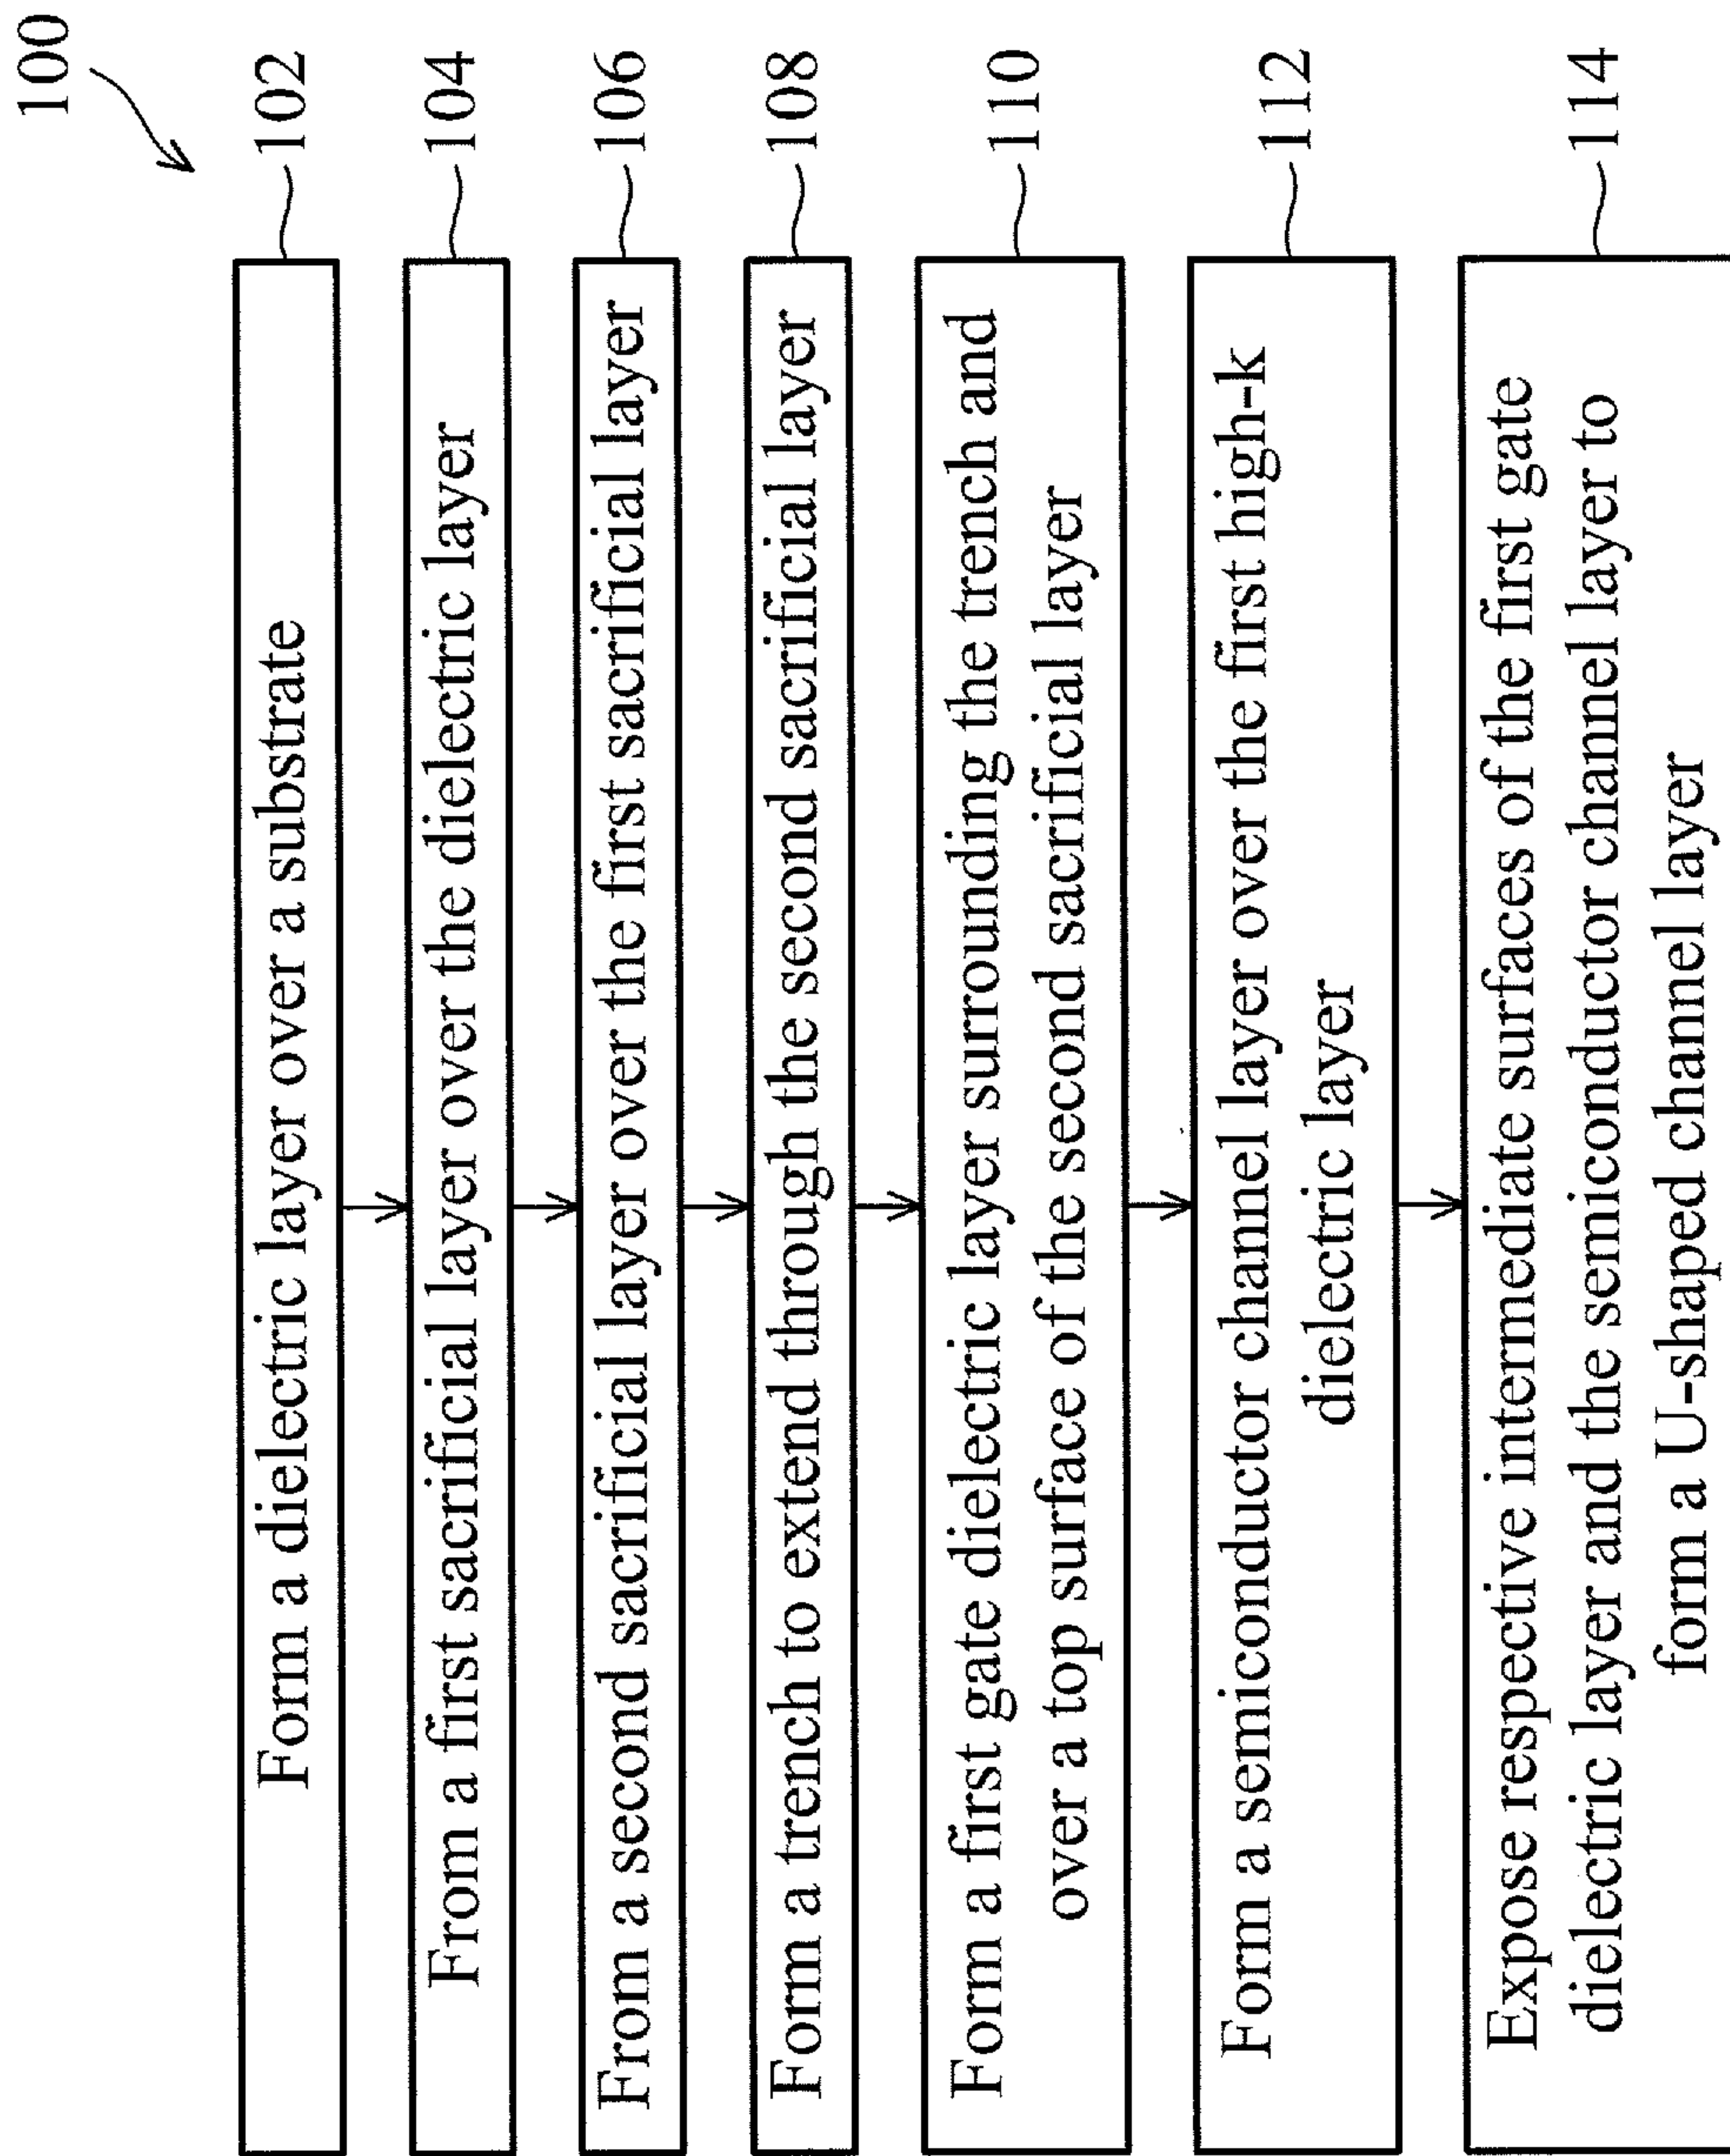 100
Form a dielectric layer over a substrate
102
From a first sacrificial layer over the dielectric layer
104
From a second sacrificial layer over the first sacrificial layer
106
Form a trench to extend through the second sacrificial layer
108
Form a first gate dielectric layer surrounding the trench and
over a top surface of the second sacrificial layer
110
Form a semiconductor channel layer over the first high-k
dielectric layer
112
Expose respective intermediate surfaces of the first gate
dielectric layer and the semiconductor channel layer to
form a U-shaped channel layer
114